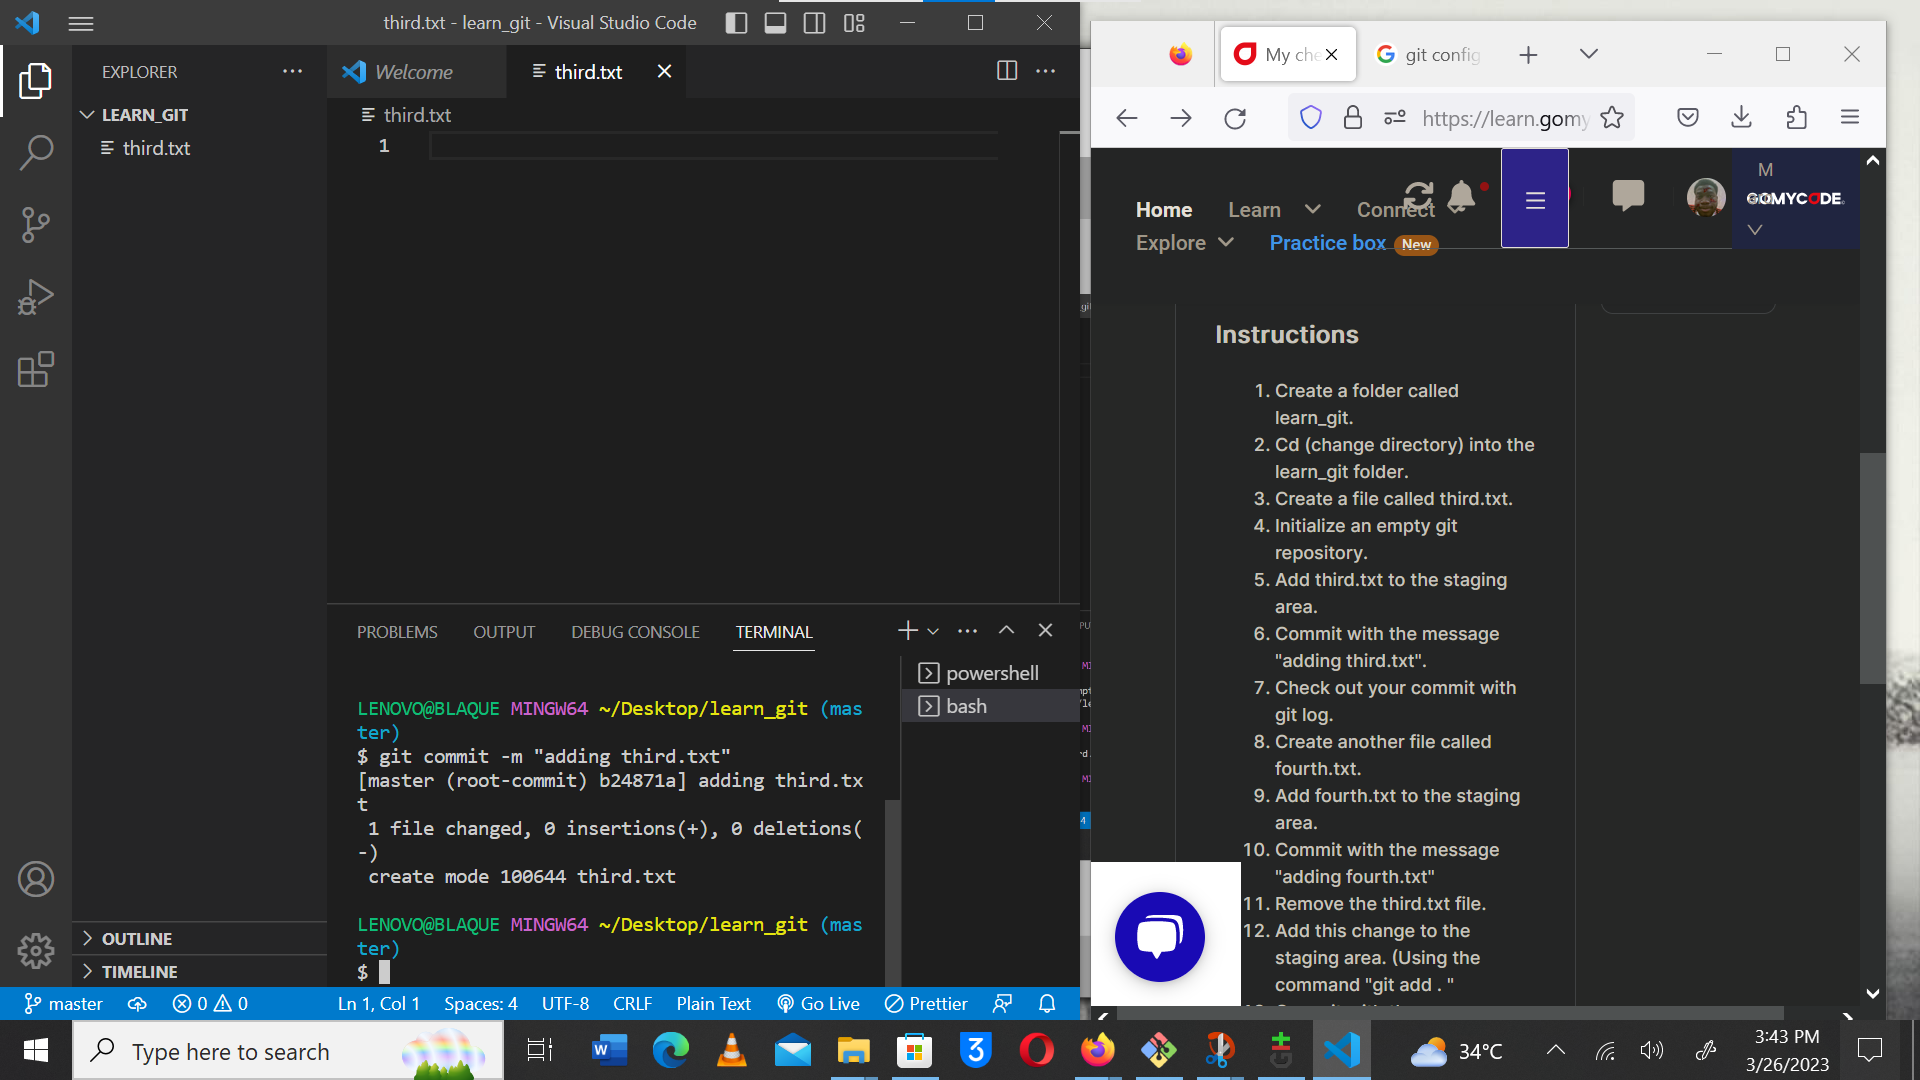 third.txt - learn_git - Visual Studio Code
EXPLORER
Welcome
third.txt
LEARN_GIT
third.txt
third.txt
1
PROBLEMS
OUTPUT
DEBUG CONSOLE
TERMINAL
powershell
bash
LENOVO@BLAQUE MINGW64 ~/Desktop/learn_git (mas
ter)
$ git commit -m "adding third.txt"
[master (root-commit) b24871a] adding third.tx
t
1 file changed, 0 insertions(+), 0 deletions(
-)
create mode 100644 third.txt
LENOVO@BLAQUE MINGW64 ~/Desktop/learn_git (mas
ter)
$
OUTLINE
TIMELINE
master
0
0
Ln 1, Col 1
Spaces: 4
UTF-8
CRLF
Plain Text
Go Live
Prettier
My che
git config
https://learn.gomy
Home
Learn
Connect
Explore
Practice box
New
M
GOMYCODE
Instructions
1. Create a folder called
learn_git.
2. Cd (change directory) into the
learn_git folder.
3. Create a file called third.txt.
4. Initialize an empty git
repository.
5. Add third.txt to the staging
area.
6. Commit with the message
"adding third.txt".
7. Check out your commit with
git log.
8. Create another file called
fourth.txt.
9. Add fourth.txt to the staging
area.
10. Commit with the message
"adding fourth.txt"
11. Remove the third.txt file.
12. Add this change to the
staging area. (Using the
command "git add . "
Type here to search
34°C
3:43 PM
3/26/2023